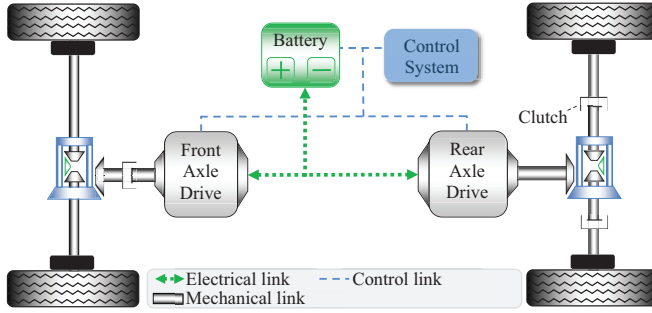 Battery
+ −
Control
System
Clutch
Front
Axle
Drive
Rear
Axle
Drive
Electrical link
Control link
Mechanical link